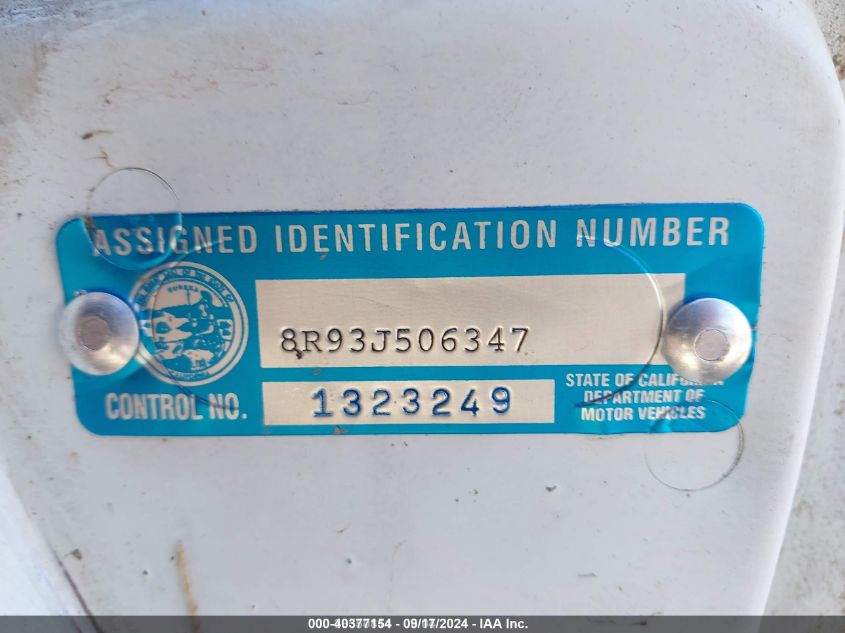 ASSIGNED IDENTIFICATION NUMBER
EUREKA
8R93J506347
CONTROL NO.
1323249
STATE OF CALIFORNIA
DEPARTMENT OF
MOTOR VEHICLES
000-40377154 - 09/17/2024 - IAA Inc.